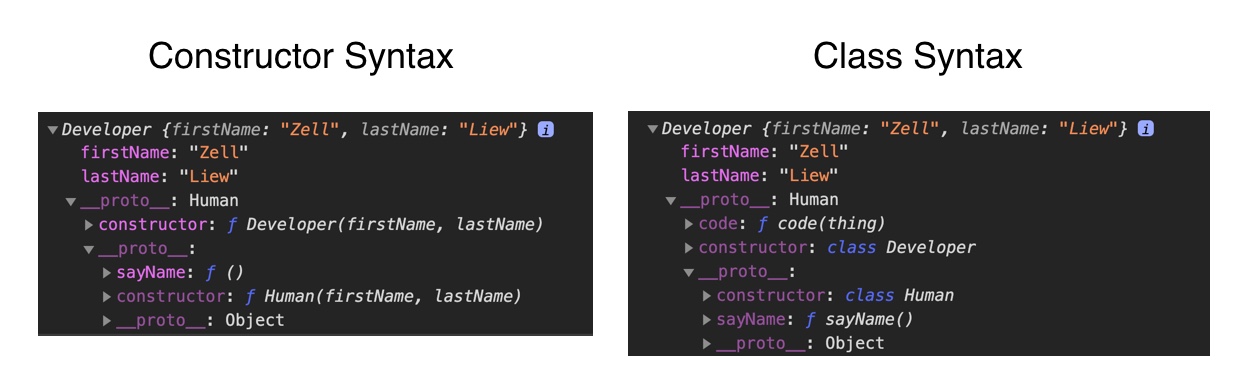 Constructor Syntax
▼Developer {firstName: "Zell", lastName: "Liew"} i
firstName: "Zell"
lastName: "Liew"
▼__proto__: Human
▶constructor: ƒ Developer(firstName, lastName)
▼__proto__:
▶sayName: ƒ ()
▶constructor: ƒ Human(firstName, lastName)
▶__proto__: Object
Class Syntax
▼Developer {firstName: "Zell", lastName: "Liew"} i
firstName: "Zell"
lastName: "Liew"
▼__proto__: Human
▶code: ƒ code(thing)
▶constructor: class Developer
▼__proto__:
▶constructor: class Human
▶sayName: ƒ sayName()
▶__proto__: Object